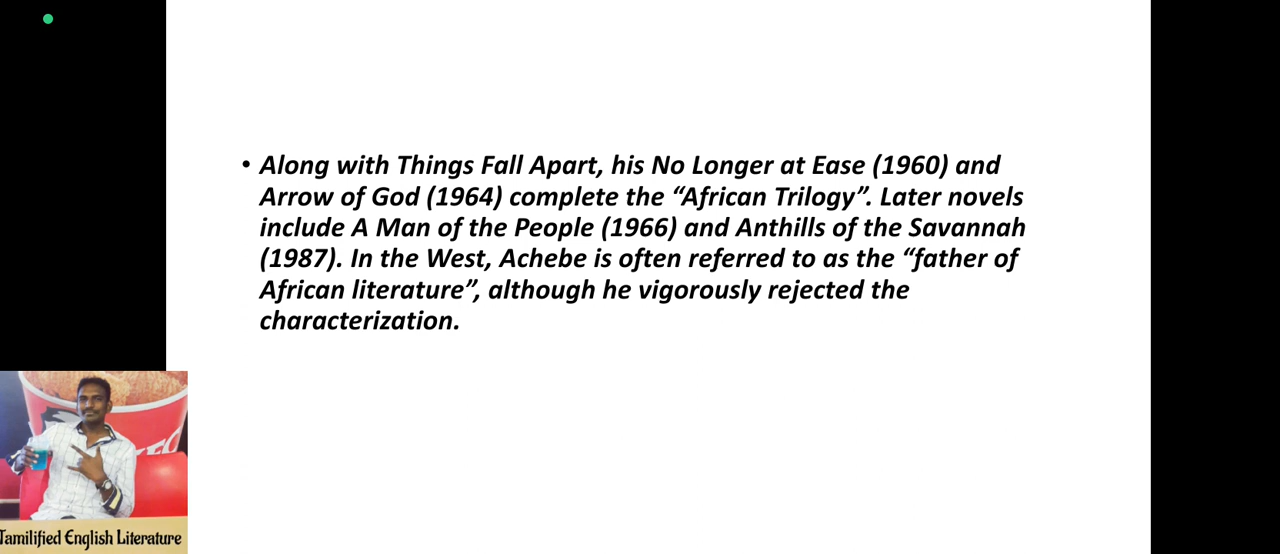 • Along with Things Fall Apart, his No Longer at Ease (1960) and
Arrow of God (1964) complete the “African Trilogy”. Later novels
include A Man of the People (1966) and Anthills of the Savannah
(1987). In the West, Achebe is often referred to as the “father of
African literature”, although he vigorously rejected the
characterization.
Tamilified English Literature